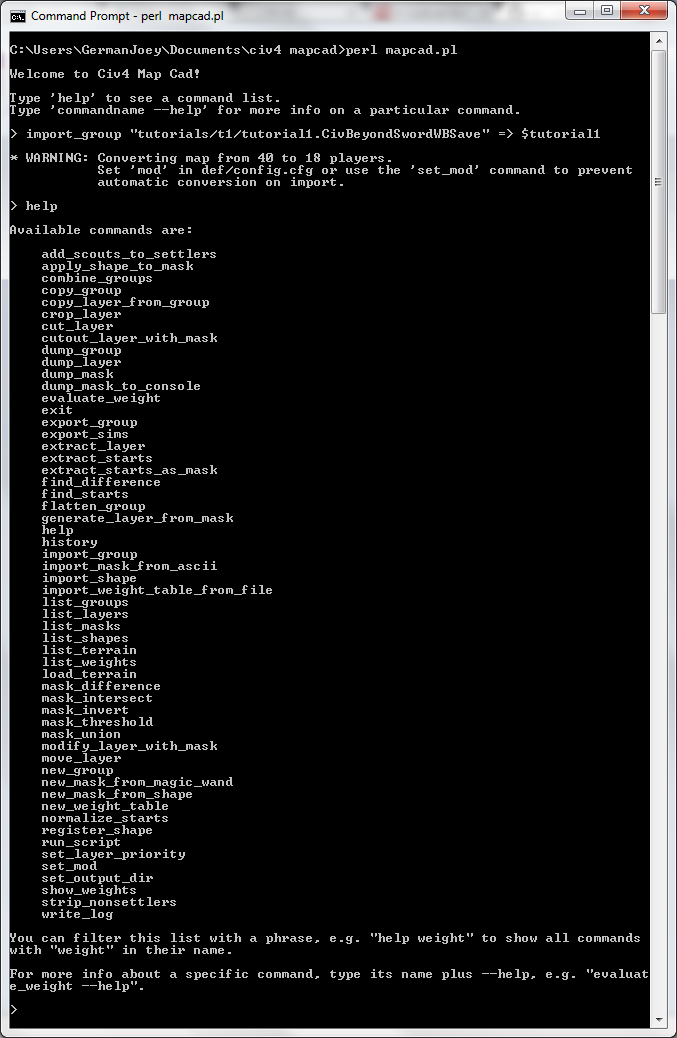 Command Prompt - perl  mapcad.pl
C:\Users\GermanJoey\Documents\civ4 mapcad>perl mapcad.pl
Welcome to Civ4 Map Cad!
Type 'help' to see a command list.
Type 'commandname --help' for more info on a particular command.
> import_group "tutorials/t1/tutorial1.CivBeyondSwordWBSave" => $tutorial1
* WARNING: Converting map from 40 to 18 players.
Set 'mod' in def/config.cfg or use the 'set_mod' command to prevent
automatic conversion on import.
> help
Available commands are:
add_scouts_to_settlers
apply_shape_to_mask
combine_groups
copy_group
copy_layer_from_group
crop_layer
cut_layer
cutout_layer_with_mask
dump_group
dump_layer
dump_mask
dump_mask_to_console
evaluate_weight
exit
export_group
export_sims
extract_layer
extract_starts
extract_starts_as_mask
find_difference
find_starts
flatten_group
generate_layer_from_mask
help
history
import_group
import_mask_from_ascii
import_shape
import_weight_table_from_file
list_groups
list_layers
list_masks
list_shapes
list_terrain
list_weights
load_terrain
mask_difference
mask_intersect
mask_invert
mask_threshold
mask_union
modify_layer_with_mask
move_layer
new_group
new_mask_from_magic_wand
new_mask_from_shape
new_weight_table
normalize_starts
register_shape
run_script
set_layer_priority
set_mod
set_output_dir
show_weights
strip_nonsettlers
write_log
You can filter this list with a phrase, e.g. "help weight" to show all commands
with "weight" in their name.
For more info about a specific command, type its name plus --help, e.g. "evaluat
e_weight --help".
>